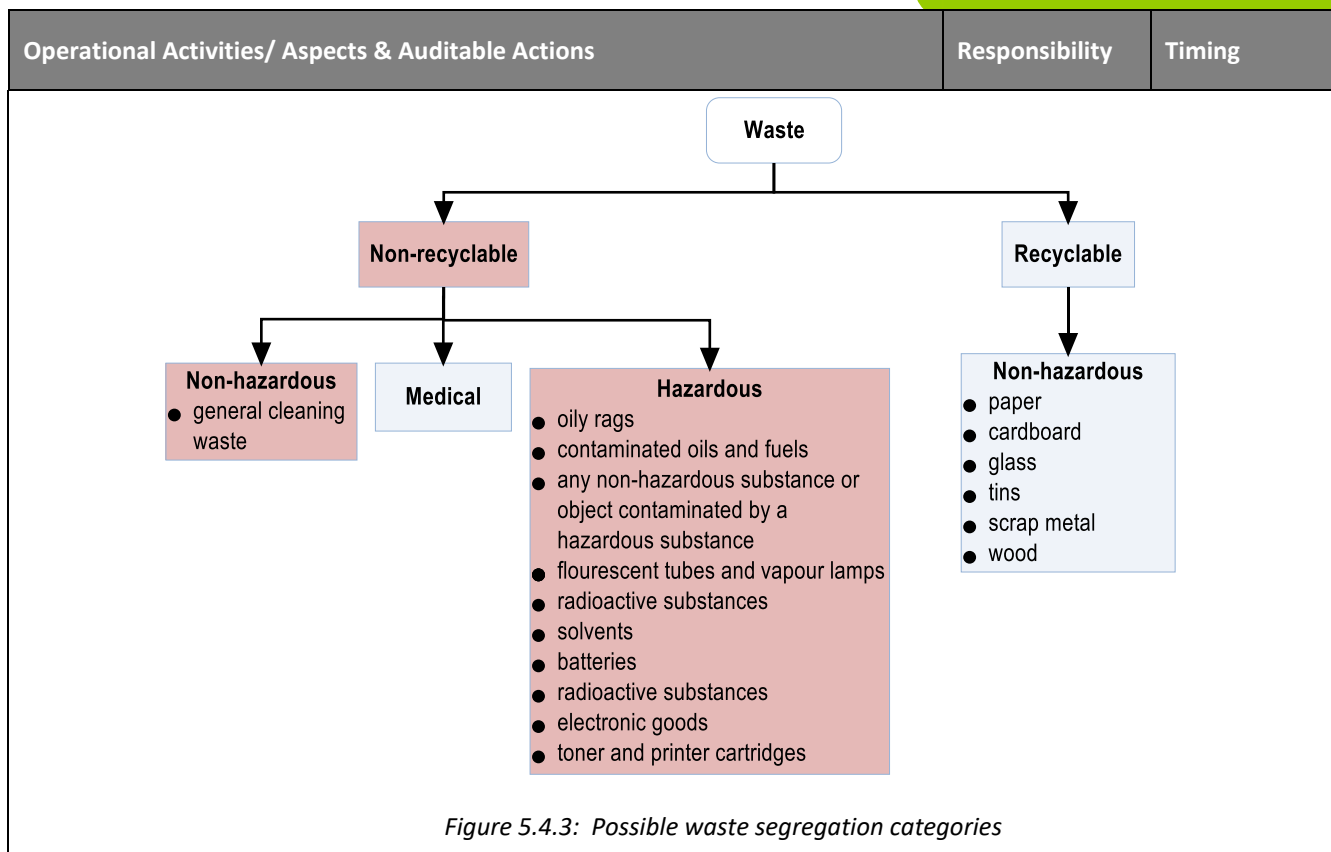 Operational Activities/ Aspects & Auditable Actions
Responsibility
Timing
Waste
Non-recyclable
Recyclable
Non-hazardous
● general cleaning
waste
Medical
Hazardous
● oily rags
● contaminated oils and fuels
● any non-hazardous substance or
object contaminated by a
hazardous substance
● flourescent tubes and vapour lamps
● radioactive substances
● solvents
● batteries
● radioactive substances
● electronic goods
● toner and printer cartridges
Non-hazardous
● paper
● cardboard
● glass
● tins
● scrap metal
● wood
Figure 5.4.3:  Possible waste segregation categories